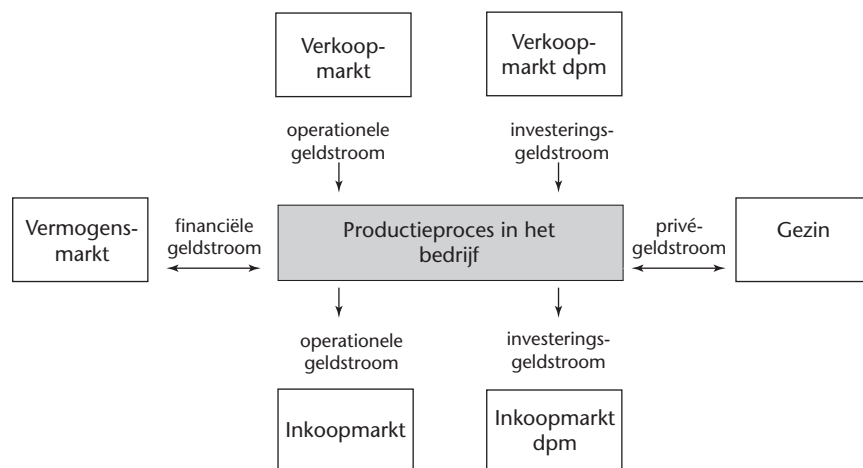 Verkoop-
markt
Verkoop-
markt dpm
operationele
geldstroom
investerings-
geldstroom
Vermogens-
markt
financiële
geldstroom
Productieproces in het
bedrijf
privé-
geldstroom
Gezin
operationele
geldstroom
investerings-
geldstroom
Inkoopmarkt
Inkoopmarkt
dpm